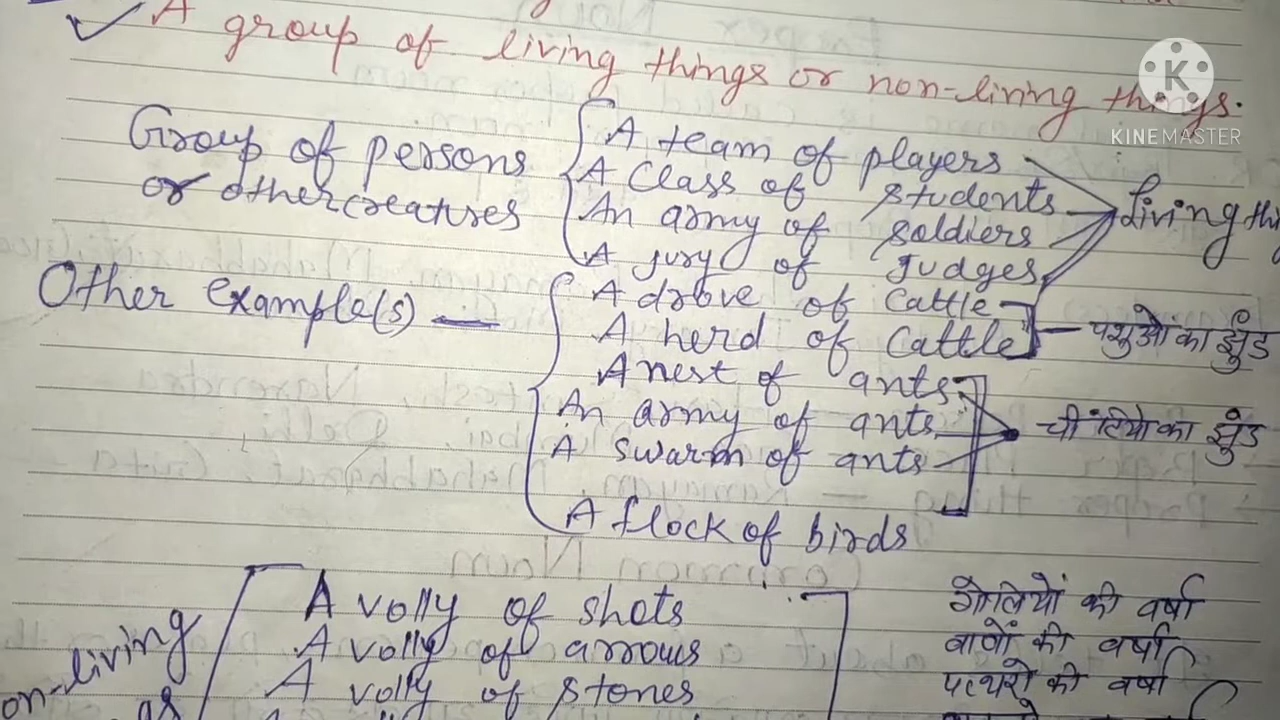 A group of living things or non-living things.
KINEMASTER
Group of persons or other creatures
A team of players
A Class of students
An army of soldiers
A jury of Judges
Living
Other example(s) —
A drove of Cattle
A herd of Cattle
पशुओं का झुंड
A nest of ants
An army of ants
A swarm of ants
चींटियो का झुंड
A flock of birds
on-living
A volly of shots
गोलियों की वर्षा
A volly of arrows
वाणों की वर्षा
A volly of stones
पत्थरो की वर्षा